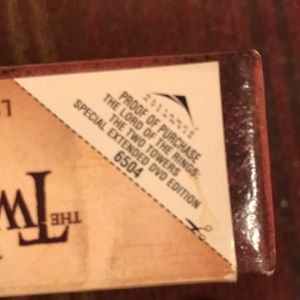 PROOF OF PURCHASE
THE LORD OF THE RINGS:
THE TWO TOWERS
SPECIAL EXTENDED DVD EDITION
6504
THE
TW
L